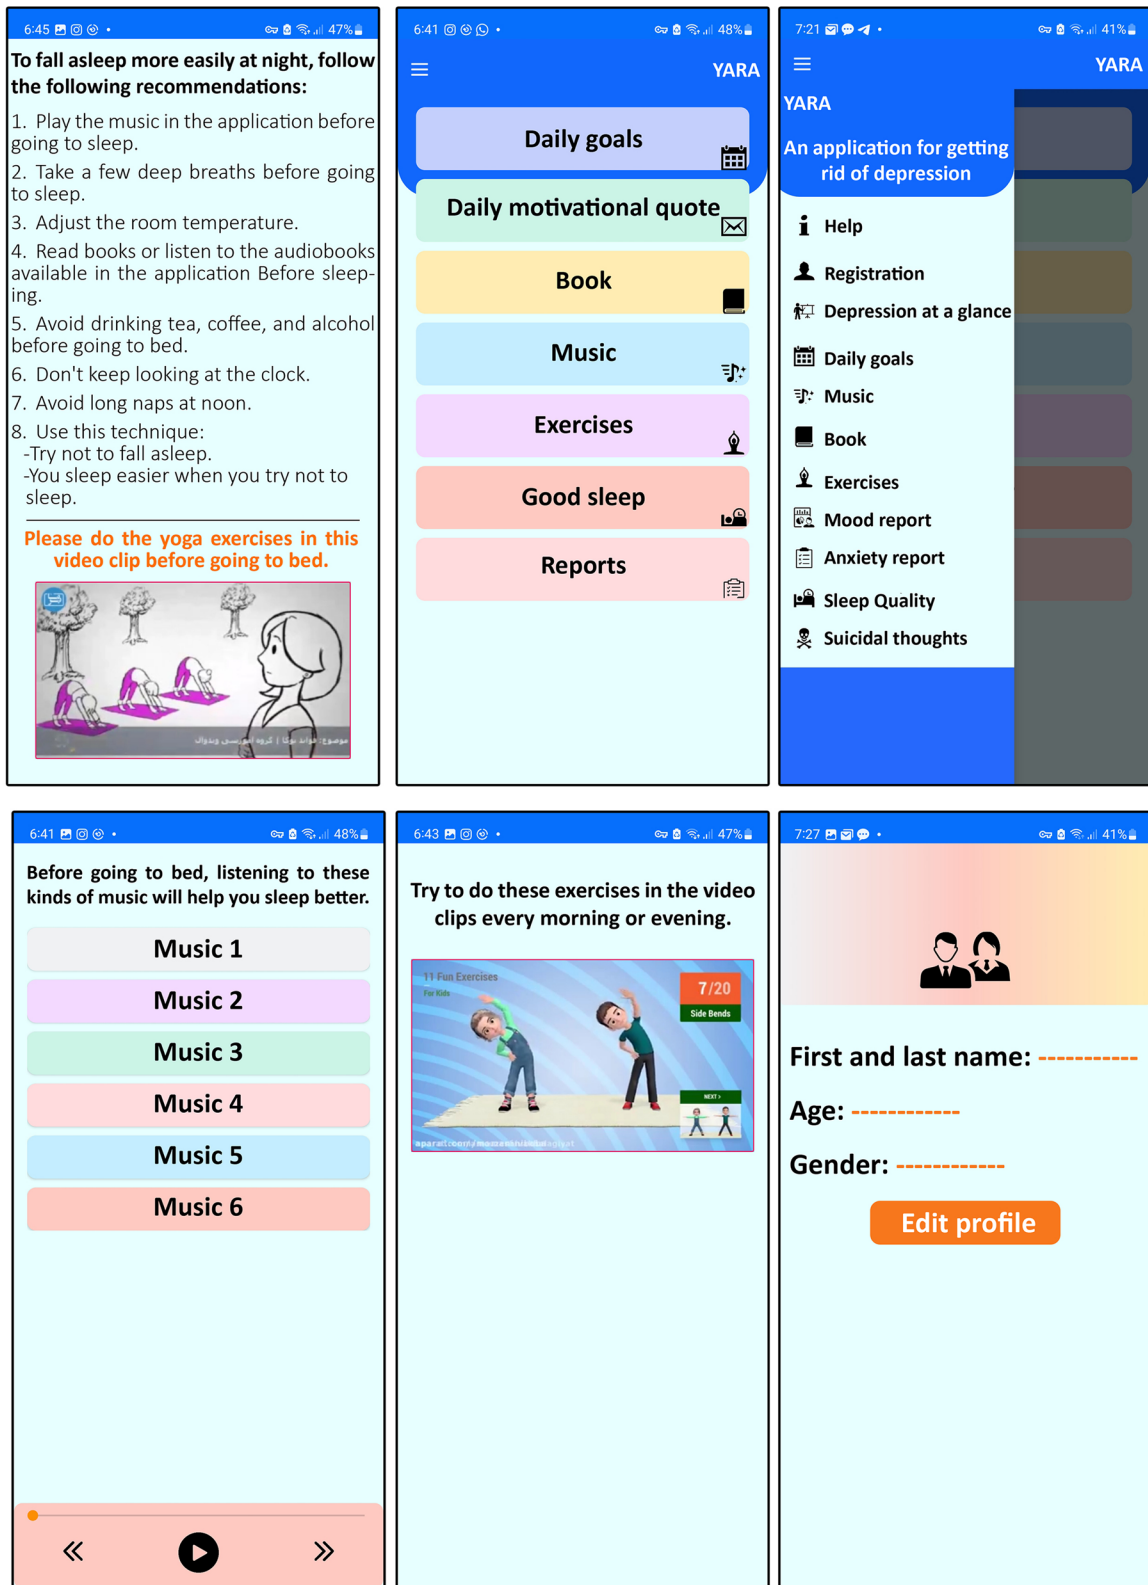 6:45
47%
To fall asleep more easily at night, follow
the following recommendations:
1. Play the music in the application before
going to sleep.
2. Take a few deep breaths before going
to sleep.
3. Adjust the room temperature.
4. Read books or listen to the audiobooks
available in the application Before sleep-
ing.
5. Avoid drinking tea, coffee, and alcohol
before going to bed.
6. Don't keep looking at the clock.
7. Avoid long naps at noon.
8. Use this technique:
-Try not to fall asleep.
-You sleep easier when you try not to
sleep.
Please do the yoga exercises in this
video clip before going to bed.
موضوع: فواید یوگا | گروه آموزشی ویدوآل
6:41
48%
YARA
Daily goals
Daily motivational quote
Book
Music
Exercises
Good sleep
Reports
7:21
41%
YARA
YARA
An application for getting
rid of depression
Help
Registration
Depression at a glance
Daily goals
Music
Book
Exercises
Mood report
Anxiety report
Sleep Quality
Suicidal thoughts
6:41
48%
Before going to bed, listening to these
kinds of music will help you sleep better.
Music 1
Music 2
Music 3
Music 4
Music 5
Music 6
6:43
47%
Try to do these exercises in the video
clips every morning or evening.
11 Fun Exercises
For Kids
7/20
Side Bends
NEXT >
7:27
41%
First and last name: -----------
Age: ------------
Gender: ------------
Edit profile